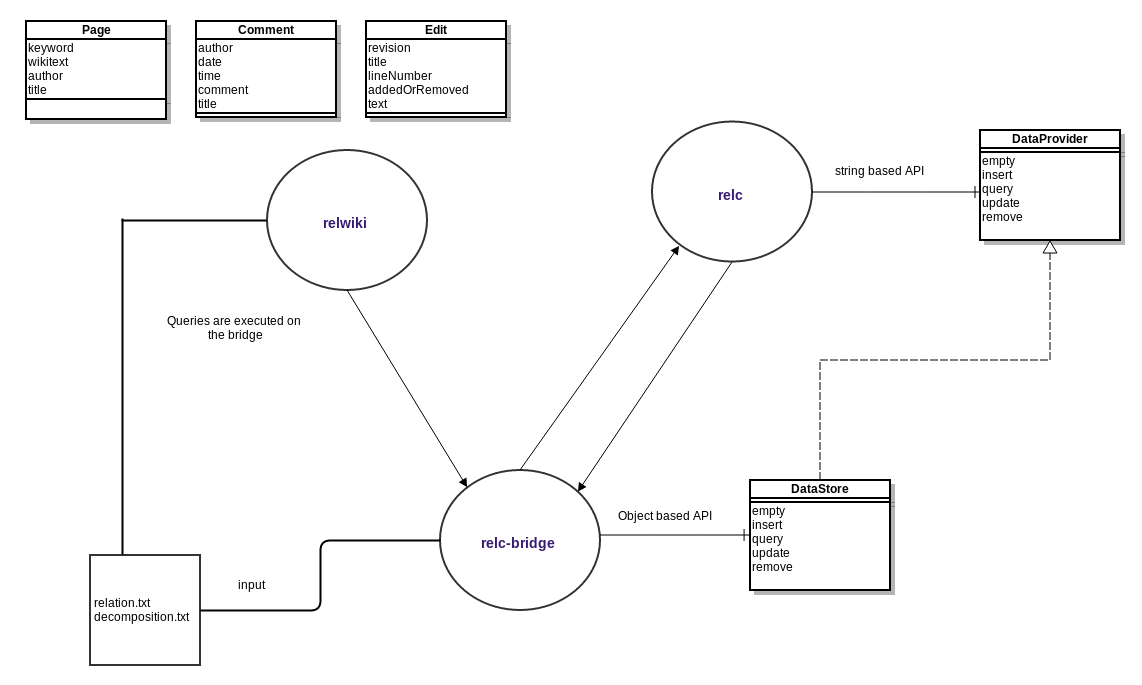 Page
keyword
wikitext
author
title
Comment
author
date
time
comment
title
Edit
revision
title
lineNumber
addedOrRemoved
text
relwiki
relc
string based API
DataProvider
empty
insert
query
update
remove
Queries are executed on
the bridge
relc-bridge
Object based API
DataStore
empty
insert
query
update
remove
input
relation.txt
decomposition.txt